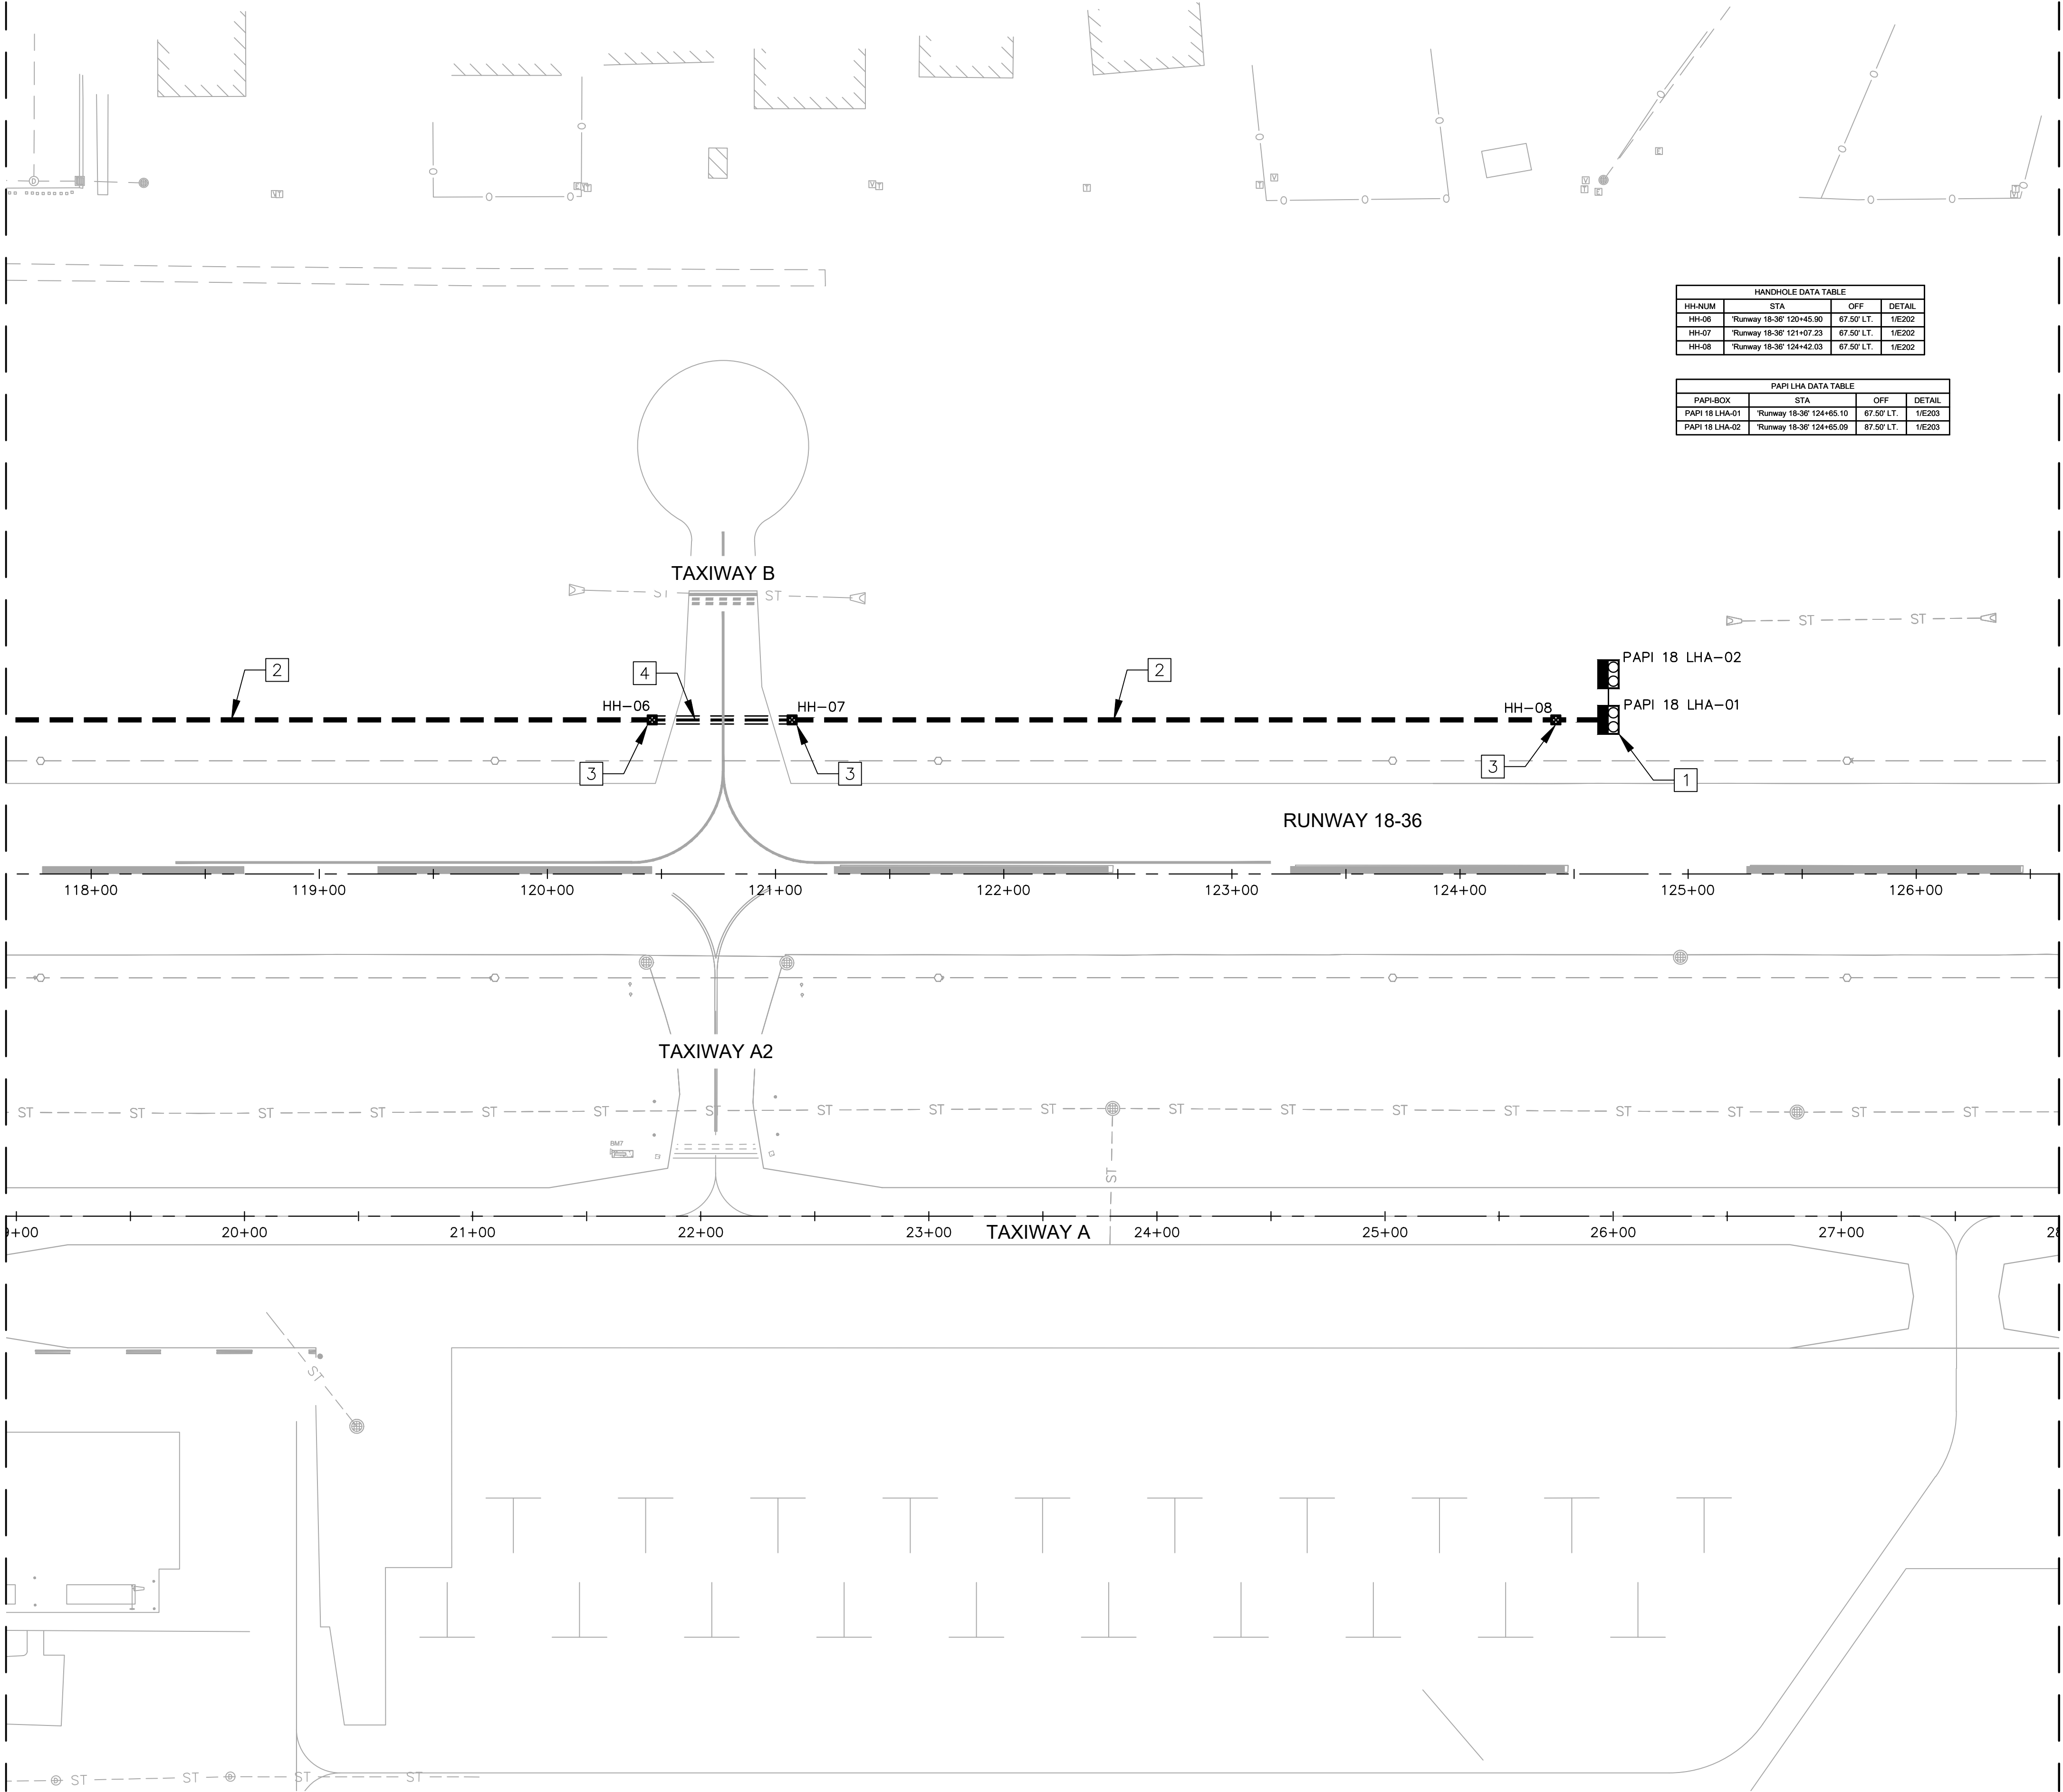 HANDHOLE DATA TABLE
HH-NUM STA OFF DETAIL
HH-06 'Runway 18-36' 120+45.90 67.50' LT. 1/E202
HH-07 'Runway 18-36' 121+07.23 67.50' LT. 1/E202
HH-08 'Runway 18-36' 124+42.03 67.50' LT. 1/E202
PAPI LHA DATA TABLE
PAPI-BOX STA OFF DETAIL
PAPI 18 LHA-01 'Runway 18-36' 124+65.10 67.50' LT. 1/E203
PAPI 18 LHA-02 'Runway 18-36' 124+65.09 87.50' LT. 1/E203
TAXIWAY B
ST ST
ST ST
PAPI 18 LHA-02
2 4 2
HH-06 HH-07 HH-08 PAPI 18 LHA-01
3 3 3 1
RUNWAY 18-36
118+00 119+00 120+00 121+00 122+00 123+00 124+00 125+00 126+00
TAXIWAY A2
ST ST ST ST ST ST ST ST ST ST ST ST ST ST ST ST ST
BM7
ST
+00 20+00 21+00 22+00 23+00 TAXIWAY A 24+00 25+00 26+00 27+00 28
ST
ST ST ST ST